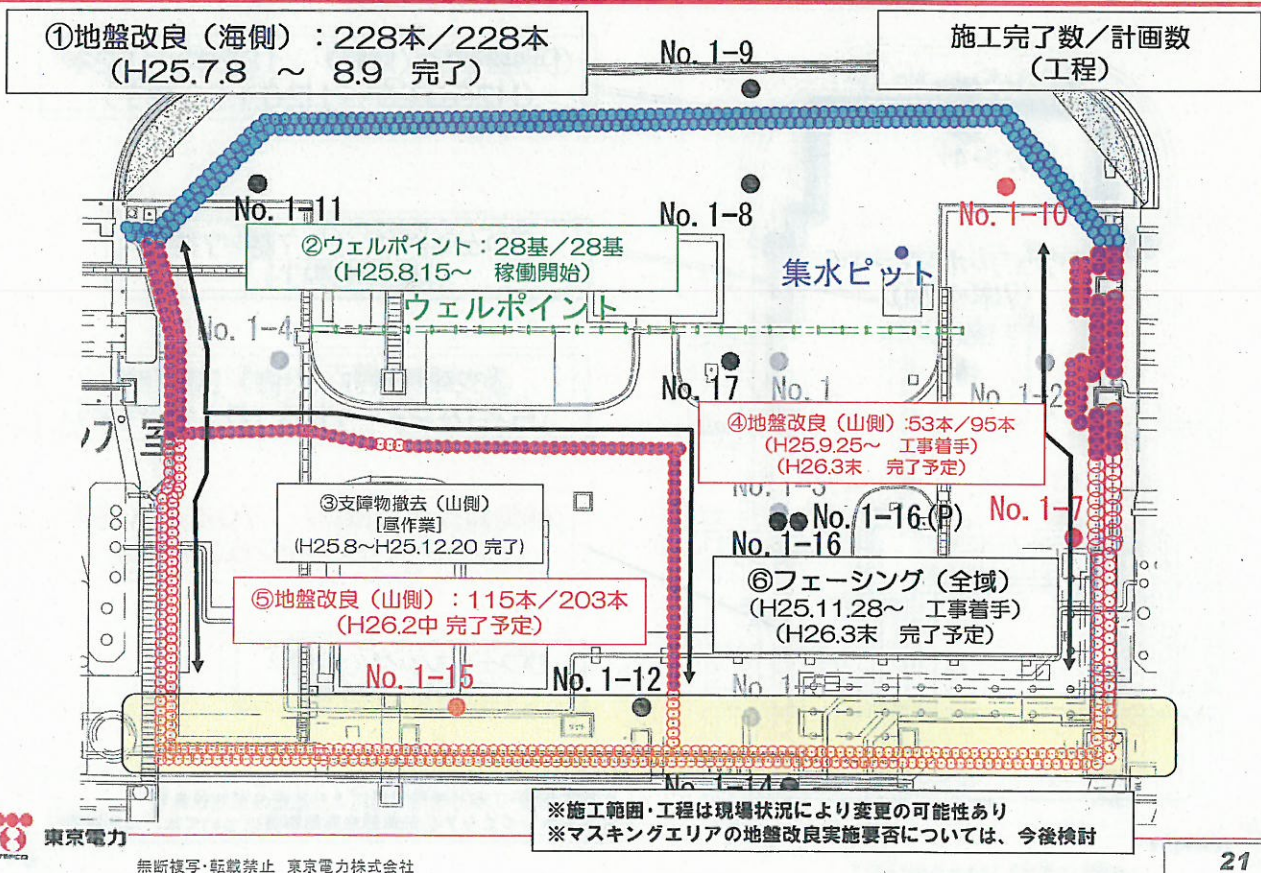 ①地盤改良（海側）：228本／228本
（H25.7.8　～　8.9　完了）
施工完了数／計画数
（工程）
No. 1-9
No. 1-11
No. 1-8
No. 1-10
②ウェルポイント：28基／28基
（H25.8.15～　稼働開始）
集水ピット
ウェルポイント
No. 1-4
No. 17
No. 1
No. 1-2
④地盤改良（山側）:53本／95本
（H25.9.25～　工事着手）
（H26.3末　完了予定）
③支障物撤去（山側）
［昼作業］
（H25.8～H25.12.20 完了）
No. 1-16(P)
No. 1-7
No. 1-16
⑤地盤改良（山側）：115本／203本
（H26.2中 完了予定）
⑥フェーシング（全域）
（H25.11.28～　工事着手）
（H26.3末　完了予定）
No. 1-15
No. 1-12
No. 1-14
※施工範囲・工程は現場状況により変更の可能性あり
※マスキングエリアの地盤改良実施要否については、今後検討
TEPCO
東京電力
無断複写・転載禁止　東京電力株式会社
21